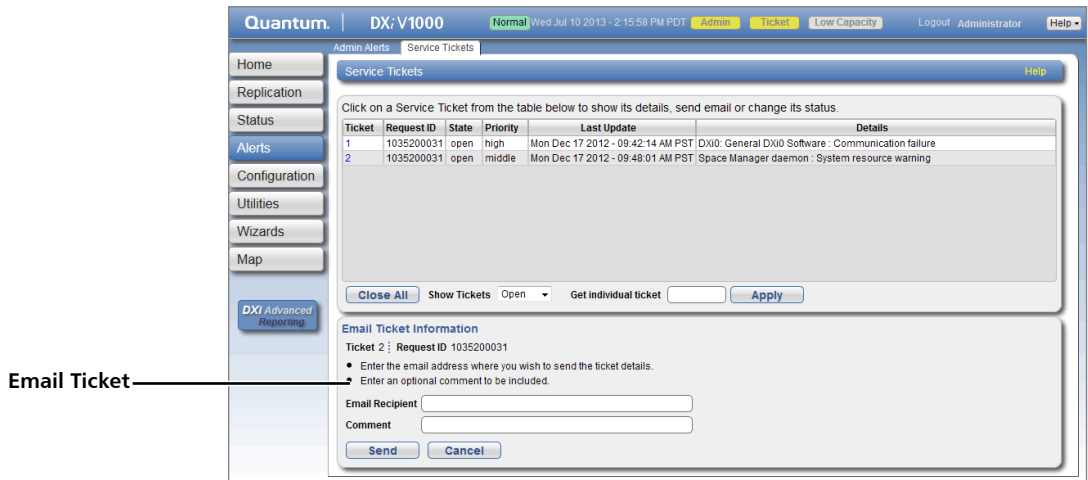 Quantum. DXi V1000 Normal Wed Jul 10 2013 - 2:15:58 PM PDT Admin Ticket Low Capacity Logout Administrator Help
Admin Alerts Service Tickets
Home
Replication
Status
Alerts
Configuration
Utilities
Wizards
Map
DXi Advanced
Reporting
Service Tickets Help
Click on a Service Ticket from the table below to show its details, send email or change its status.
Ticket Request ID State Priority Last Update Details
1 1035200031 open high Mon Dec 17 2012 - 09:42:14 AM PST DXi0: General DXi0 Software : Communication failure
2 1035200031 open middle Mon Dec 17 2012 - 09:48:01 AM PST Space Manager daemon : System resource warning
Close All Show Tickets Open Get individual ticket Apply
Email Ticket Information
Ticket 2 Request ID 1035200031
• Enter the email address where you wish to send the ticket details.
• Enter an optional comment to be included.
Email Recipient
Comment
Send Cancel
Email Ticket